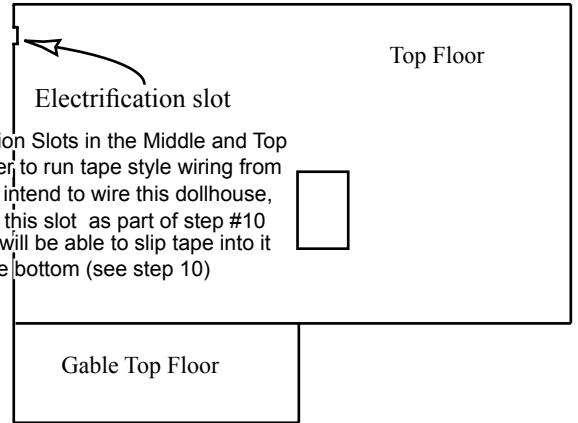 Top Floor
Electrification slot
ion Slots in the Middle and Top
er to run tape style wiring from
intend to wire this dollhouse,
this slot as part of step #10
will be able to slip tape into it
e bottom (see step 10)
Gable Top Floor